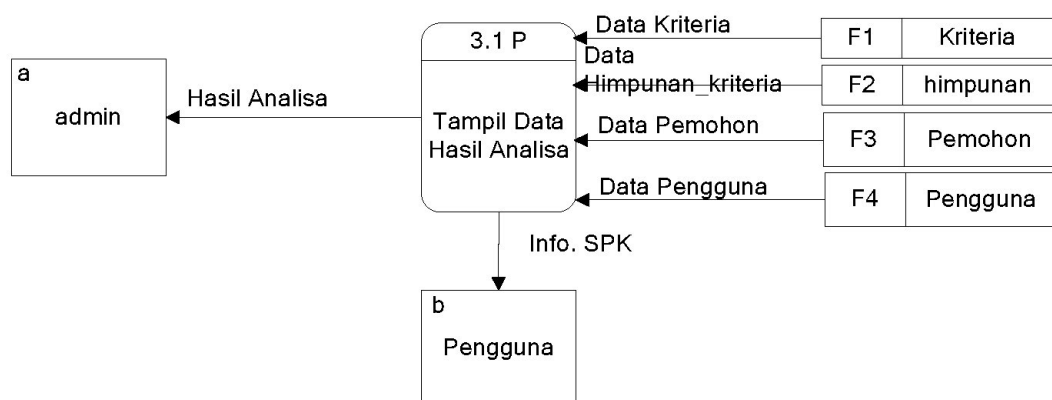 3.1 P
Data Kriteria
F1 Kriteria
a
admin
Hasil Analisa
Data
Himpunan_kriteria
F2 himpunan
Tampil Data
Hasil Analisa
Data Pemohon
F3 Pemohon
Data Pengguna
F4 Pengguna
Info. SPK
b
Pengguna